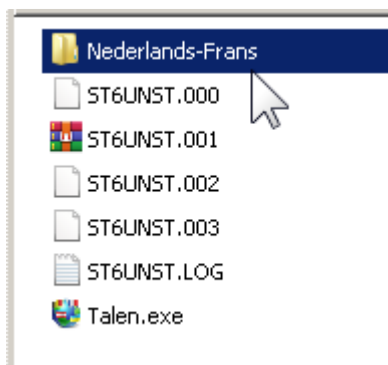 Nederlands-Frans
ST6UNST.000
ST6UNST.001
ST6UNST.002
ST6UNST.003
ST6UNST.LOG
Talen.exe